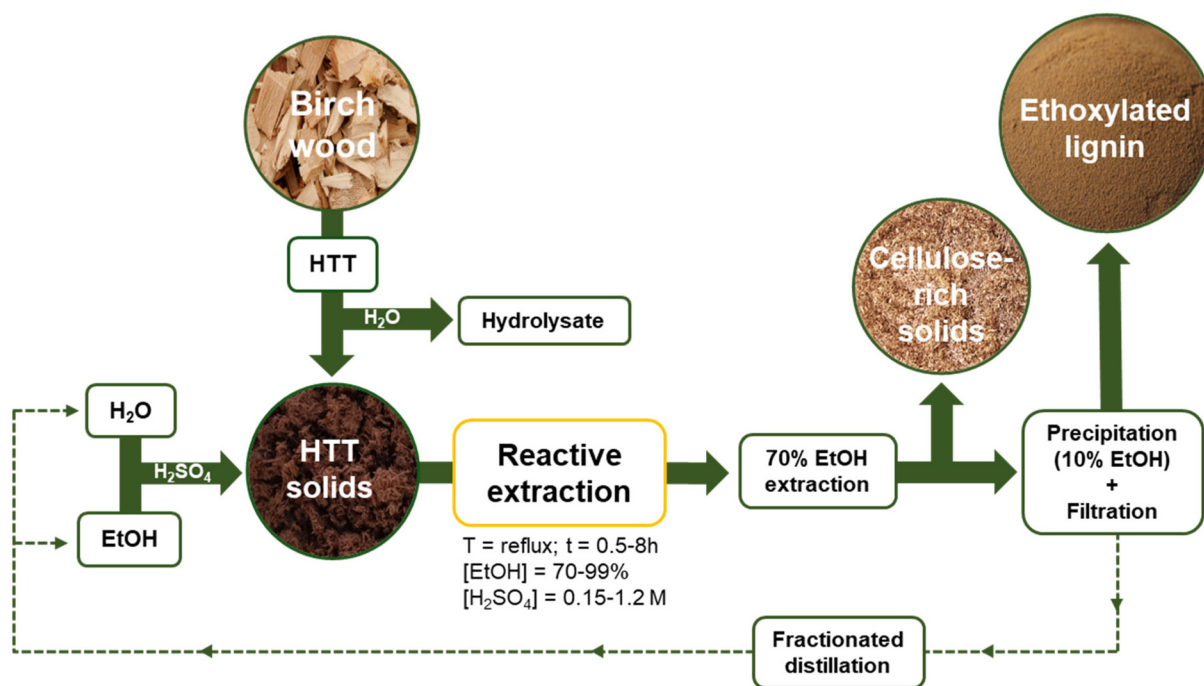 Birch
wood
HTT
H₂O
Hydrolysate
H₂O
H₂SO₄
EtOH
HTT
solids
Reactive
extraction
T = reflux; t = 0.5-8h
[EtOH] = 70-99%
[H₂SO₄] = 0.15-1.2 M
70% EtOH
extraction
Cellulose-
rich
solids
Ethoxylated
lignin
Precipitation
(10% EtOH)
+
Filtration
Fractionated
distillation